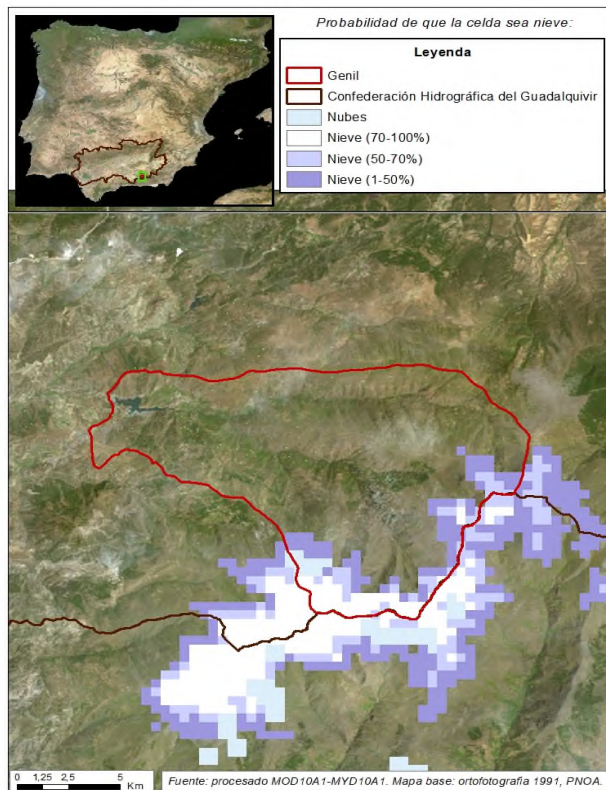 Probabilidad de que la celda sea nieve:
Leyenda
Genil
Confederación Hidrográfica del Guadalquivir
Nubes
Nieve (70-100%)
Nieve (50-70%)
Nieve (1-50%)
0 1,25 2,5 5
Km
Fuente: procesado MOD10A1-MYD10A1. Mapa base: ortofotografía 1991, PNOA.